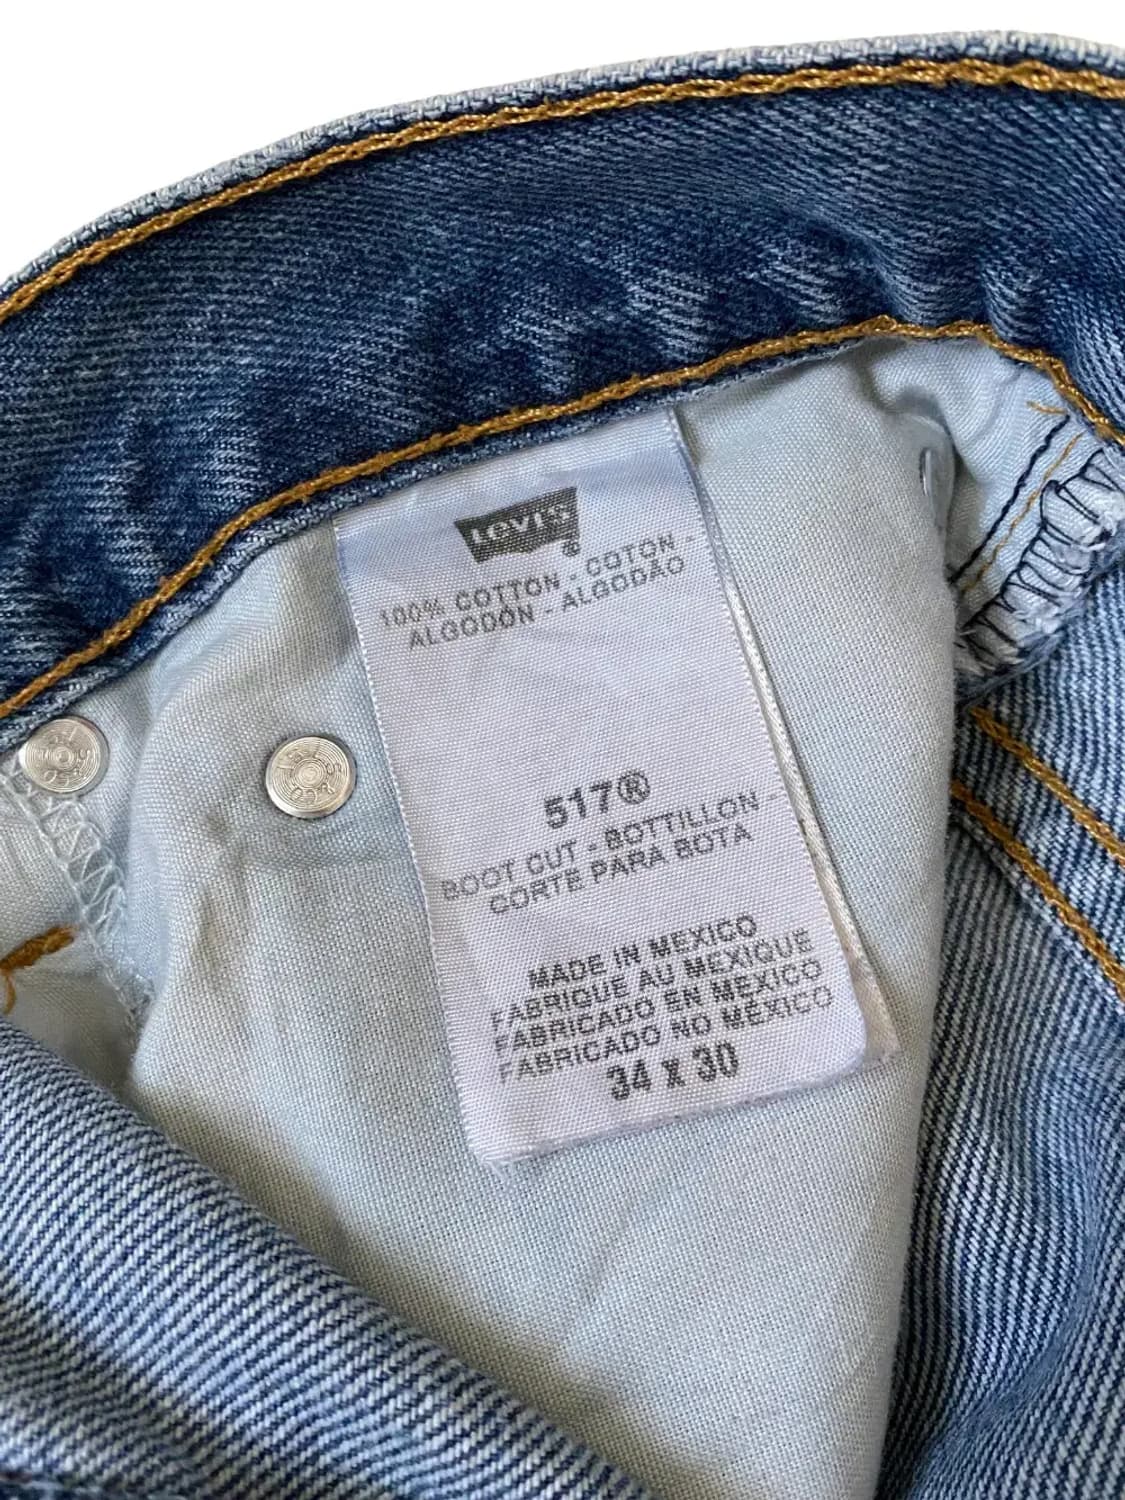 Levi's®
100% COTTON - COTON -
ALGODÓN - ALGODÃO
517®
BOOT CUT - BOTTILLON -
CORTE PARA BOTA
MADE IN MEXICO
FABRIQUE AU MEXIQUE
FABRICADO EN MEXICO
FABRICADO NO MÉXICO
34 x 30